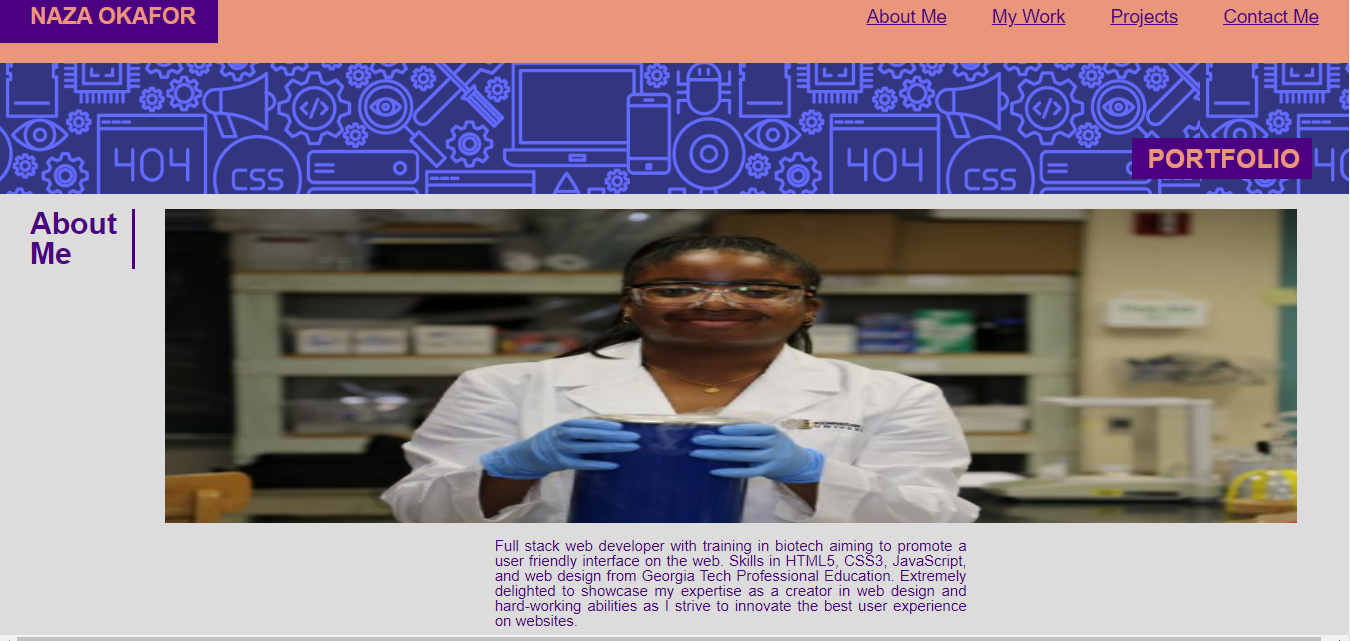 NAZA OKAFOR
About Me My Work Projects Contact Me
404
CSS
404
CSS
404
PORTFOLIO
About
Me
Full stack web developer with training in biotech aiming to promote a
user friendly interface on the web. Skills in HTML5, CSS3, JavaScript,
and web design from Georgia Tech Professional Education. Extremely
delighted to showcase my expertise as a creator in web design and
hard-working abilities as I strive to innovate the best user experience
on websites.